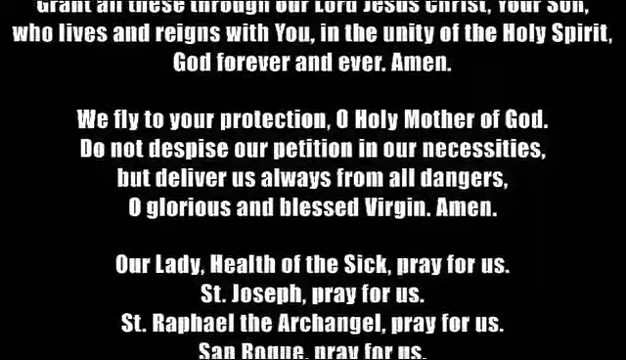 Grant all these through our Lord Jesus Christ, Your Son,
who lives and reigns with You, in the unity of the Holy Spirit,
God forever and ever. Amen.
We fly to your protection, O Holy Mother of God.
Do not despise our petition in our necessities,
but deliver us always from all dangers,
O glorious and blessed Virgin. Amen.
Our Lady, Health of the Sick, pray for us.
St. Joseph, pray for us.
St. Raphael the Archangel, pray for us.
San Roque, pray for us.